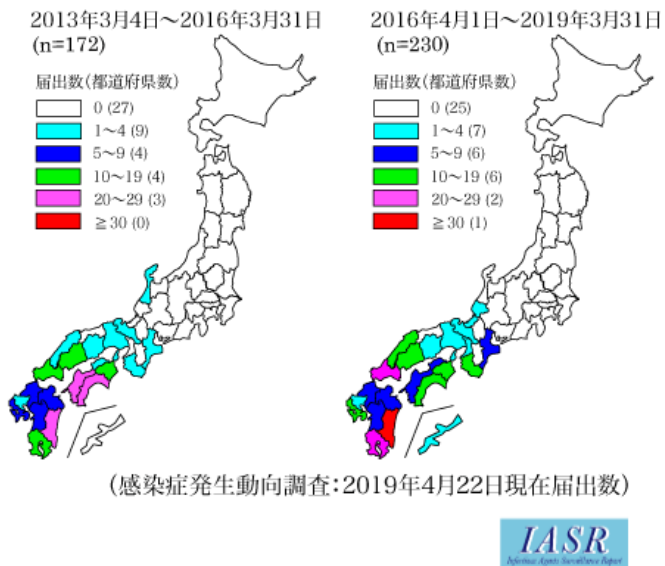 2013年3月4日～2016年3月31日
(n=172)
届出数(都道府県数)
0 (27)
1～4 (9)
5～9 (4)
10～19 (4)
20～29 (3)
≧30 (0)
2016年4月1日～2019年3月31日
(n=230)
届出数(都道府県数)
0 (25)
1～4 (7)
5～9 (6)
10～19 (6)
20～29 (2)
≧30 (1)
(感染症発生動向調査：2019年4月22日現在届出数)
IASR
Infectious Agents Surveillance Report